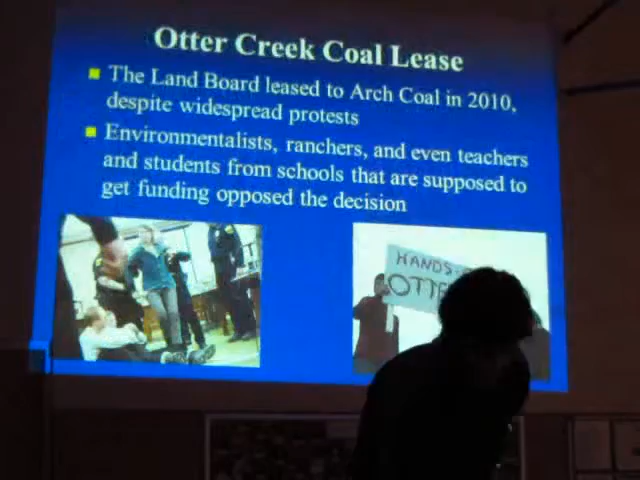 Otter Creek Coal Lease
The Land Board leased to Arch Coal in 2010,
despite widespread protests
Environmentalists, ranchers, and even teachers
and students from schools that are supposed to
get funding opposed the decision
HANDS
OTTE